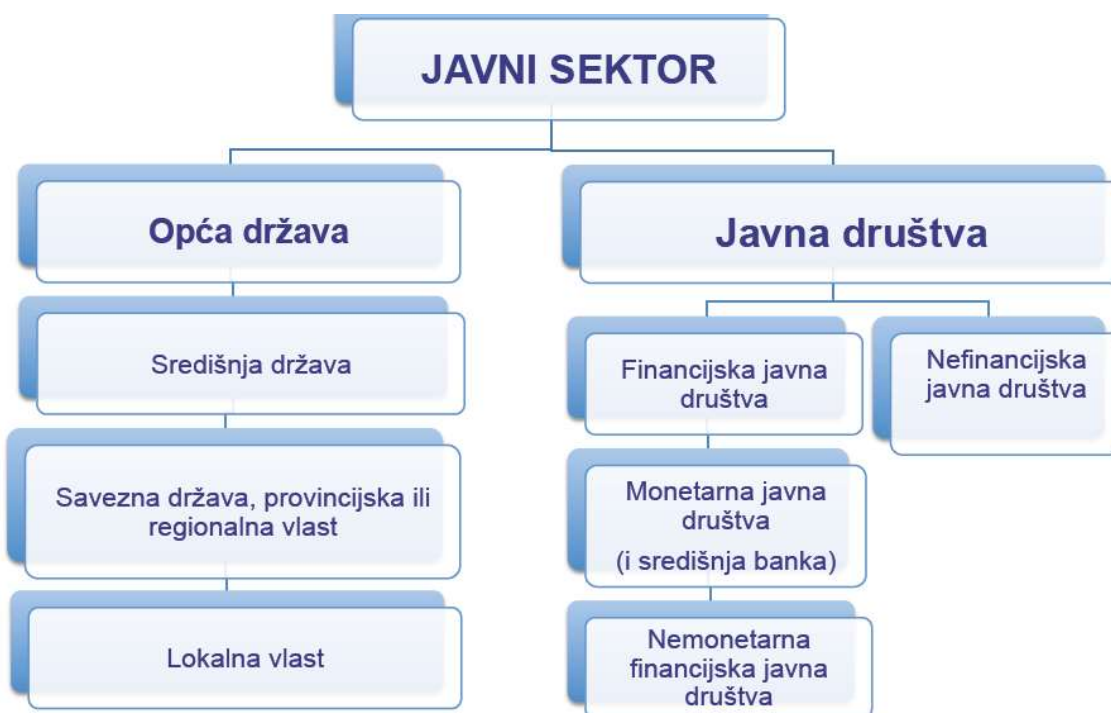 JAVNI SEKTOR
Opća država
Javna društva
Središnja država
Financijska javna
društva
Nefinancijska
javna društva
Savezna država, provincijska ili
regionalna vlast
Monetarna javna
društva
(i središnja banka)
Lokalna vlast
Nemonetarna
financijska javna
društva